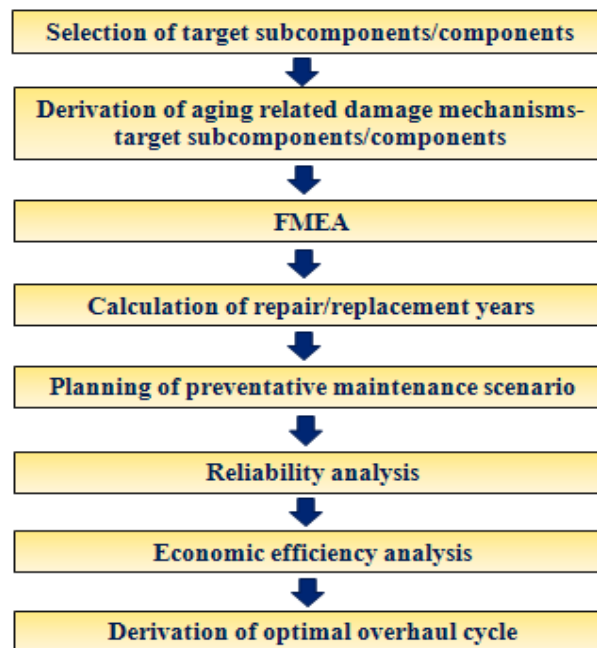 Selection of target subcomponents/components
Derivation of aging related damage mechanisms-
target subcomponents/components
FMEA
Calculation of repair/replacement years
Planning of preventative maintenance scenario
Reliability analysis
Economic efficiency analysis
Derivation of optimal overhaul cycle